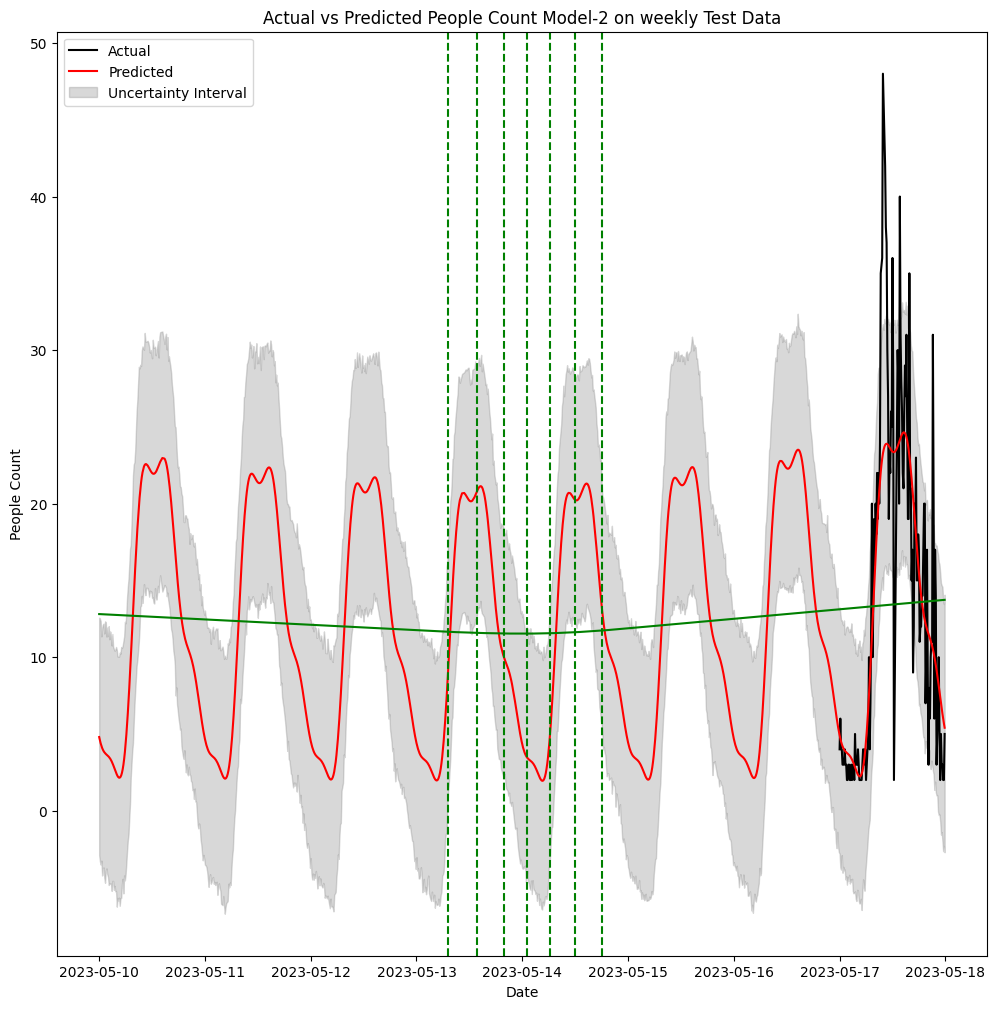 Actual vs Predicted People Count Model-2 on weekly Test Data
Actual
Predicted
Uncertainty Interval
People Count
50
40
30
20
10
0
2023-05-10 2023-05-11 2023-05-12 2023-05-13 2023-05-14 2023-05-15 2023-05-16 2023-05-17 2023-05-18
Date